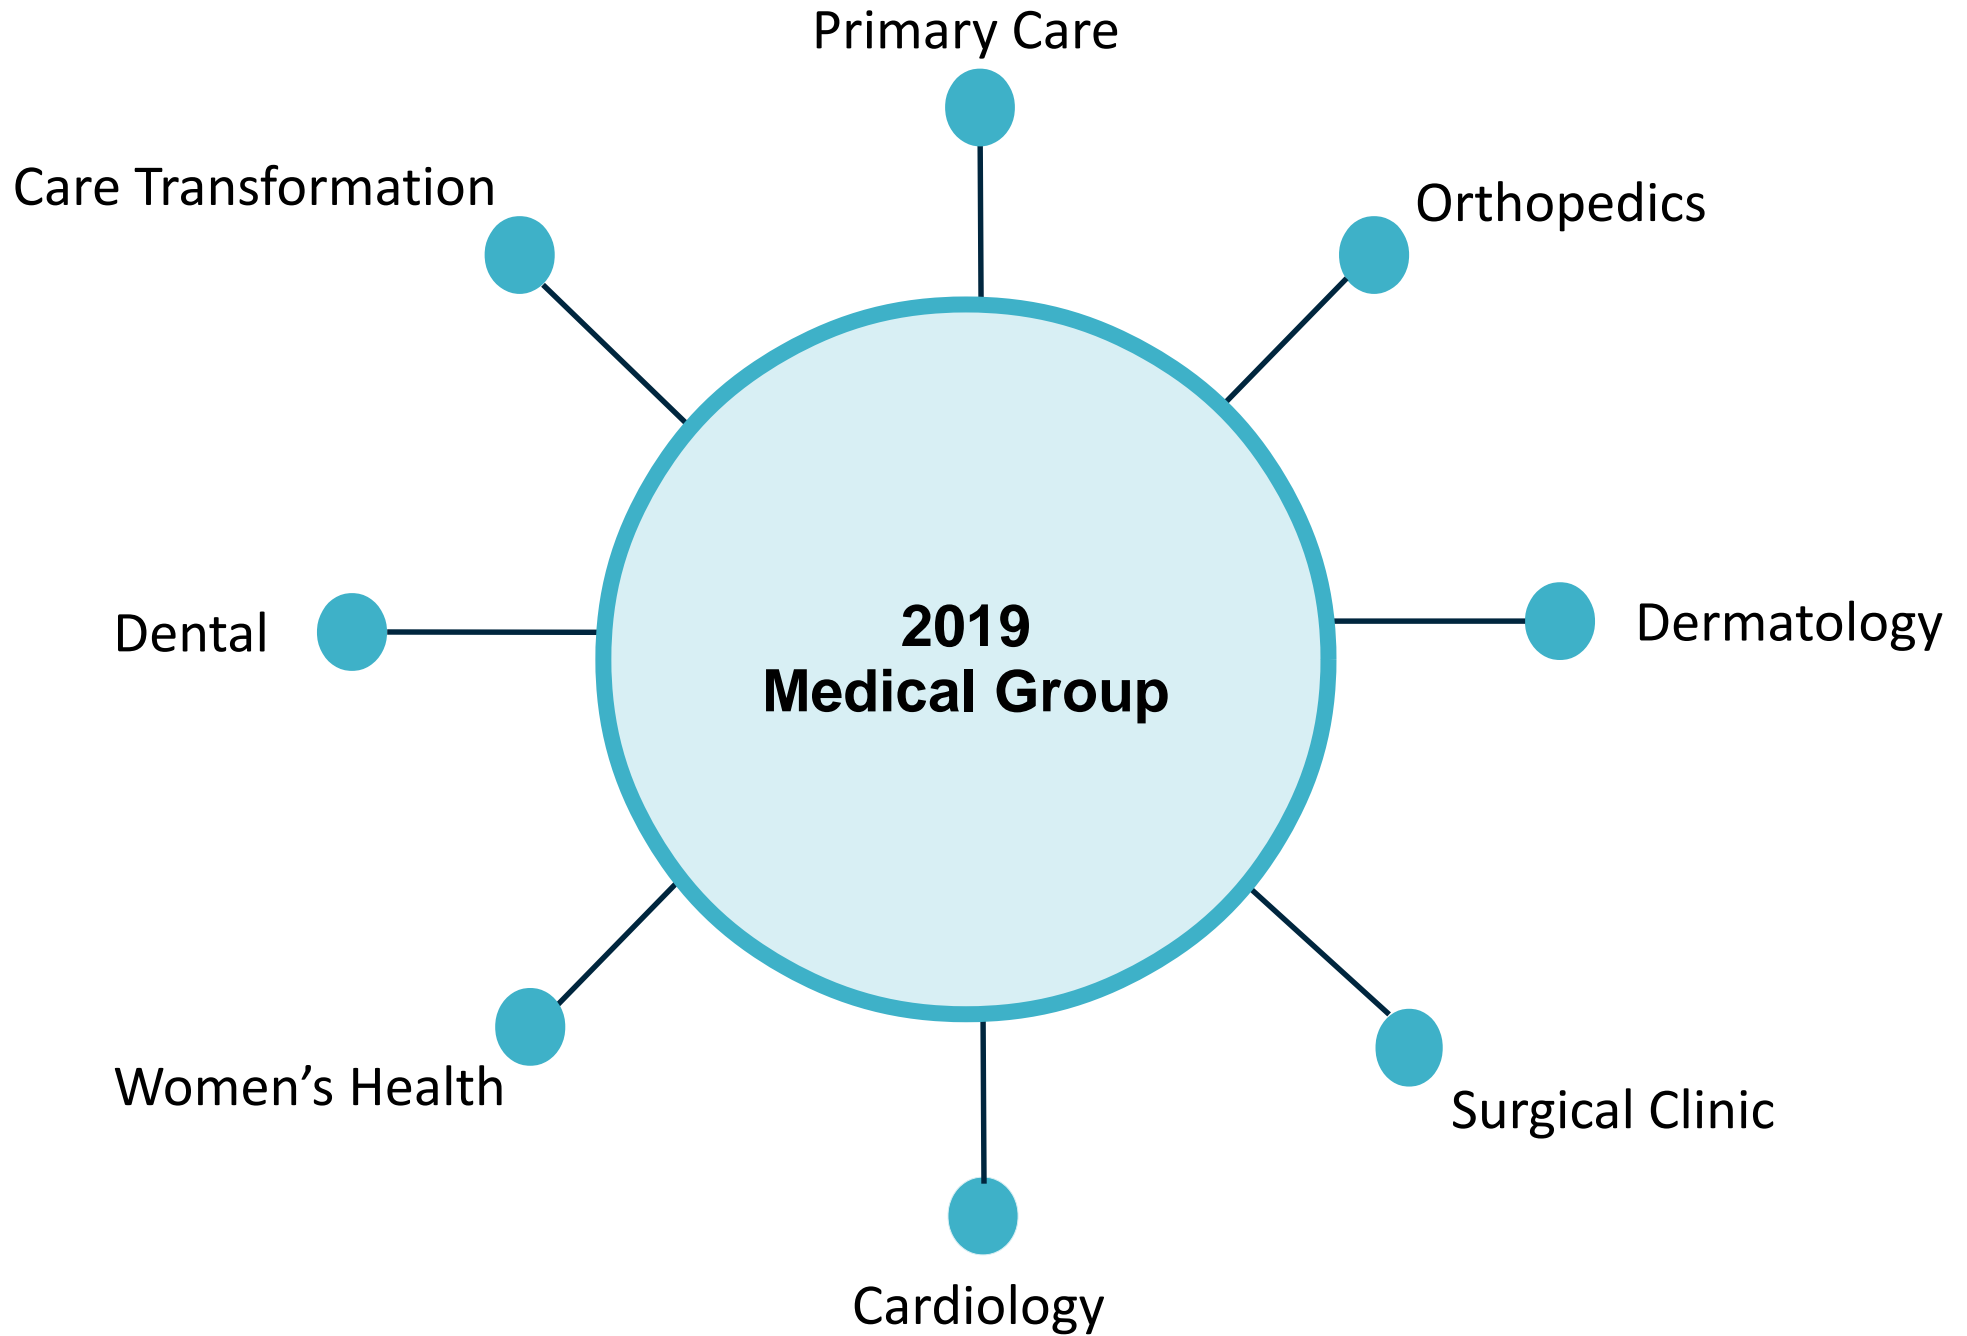 Primary Care
Care Transformation
Orthopedics
Dental
2019
Medical Group
Dermatology
Women’s Health
Surgical Clinic
Cardiology